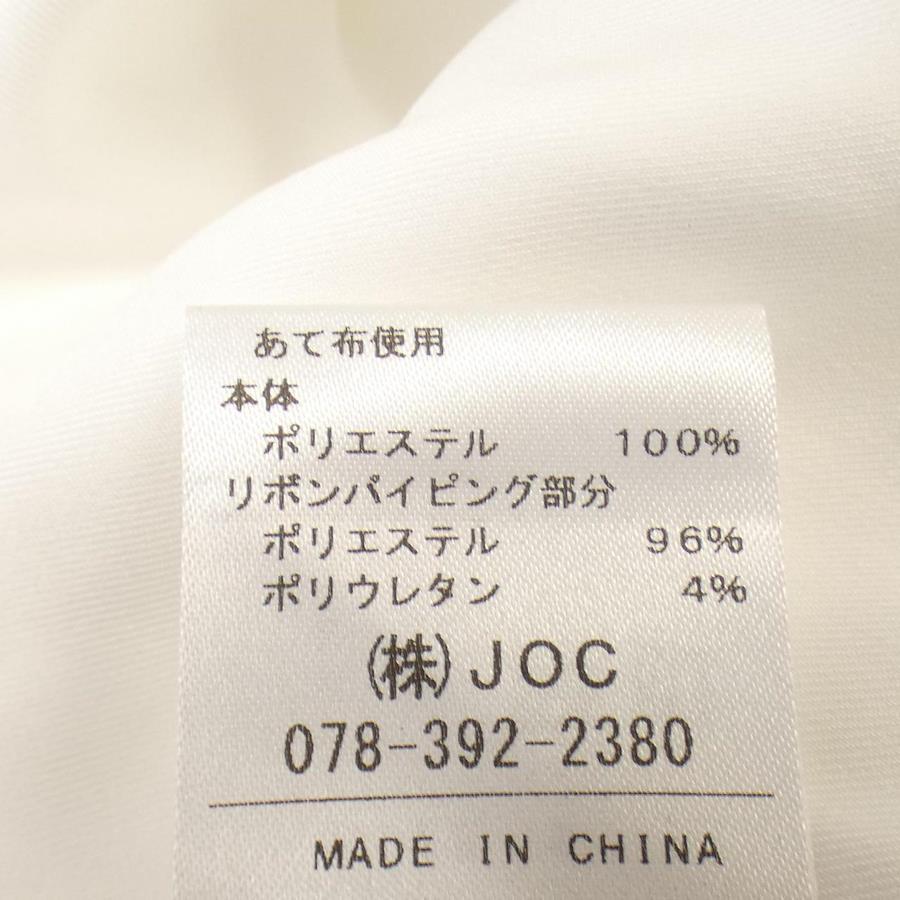 あて布使用
本体
ポリエステル 100%
リボンパイピング部分
ポリエステル 96%
ポリウレタン 4%
(株)JOC
078-392-2380
MADE IN CHINA